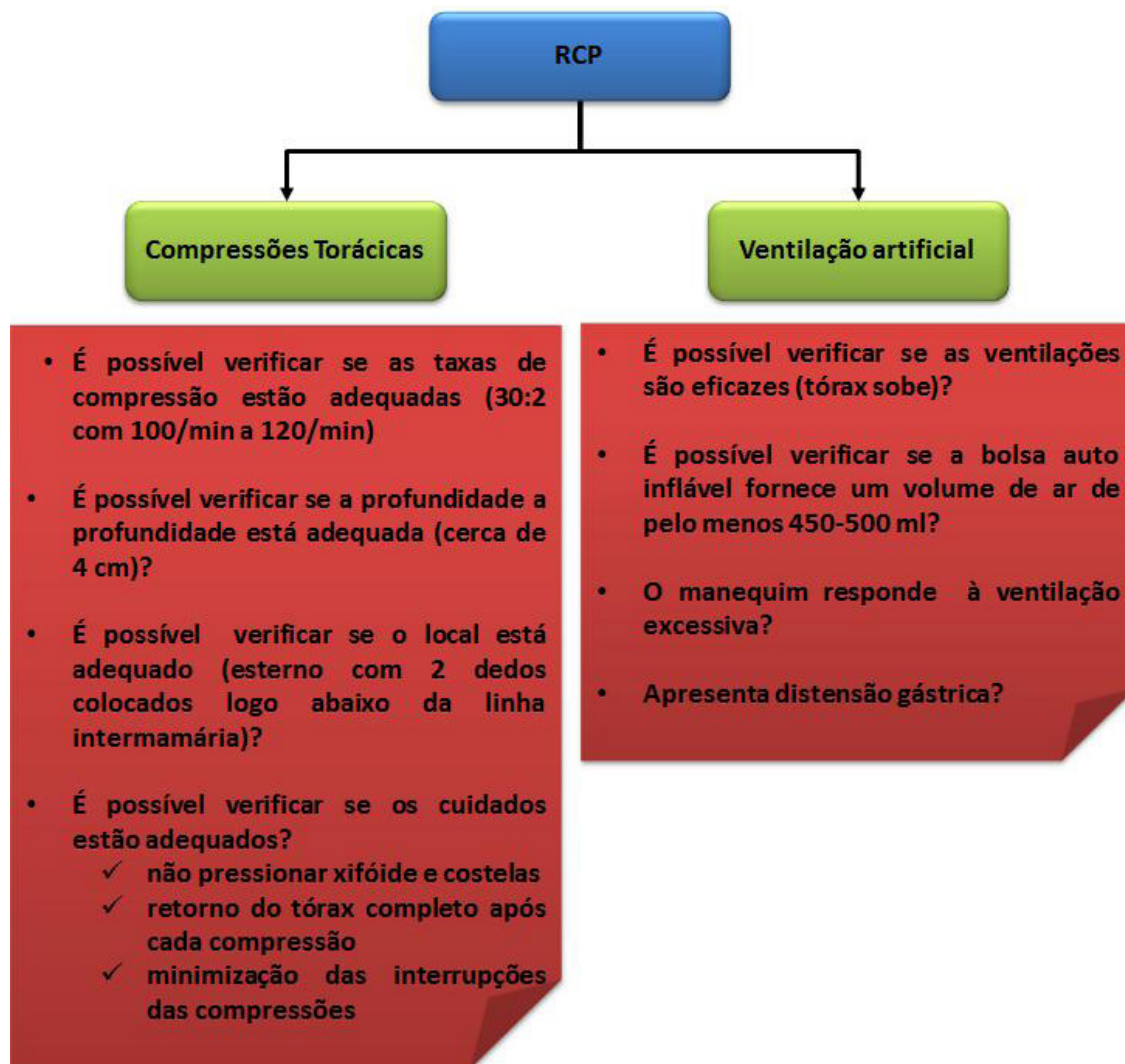 RCP
Compressões Torácicas
Ventilação artificial
• É possível verificar se as taxas de
compressão estão adequadas (30:2
com 100/min a 120/min)
• É possível verificar se a profundidade a
profundidade está adequada (cerca de
4 cm)?
• É possível verificar se o local está
adequado (esterno com 2 dedos
colocados logo abaixo da linha
intermamária)?
• É possível verificar se os cuidados
estão adequados?
✓ não pressionar xifóide e costelas
✓ retorno do tórax completo após
cada compressão
✓ minimização das interrupções
das compressões
• É possível verificar se as ventilações
são eficazes (tórax sobe)?
• É possível verificar se a bolsa auto
inflável fornece um volume de ar de
pelo menos 450-500 ml?
• O manequim responde à ventilação
excessiva?
• Apresenta distensão gástrica?